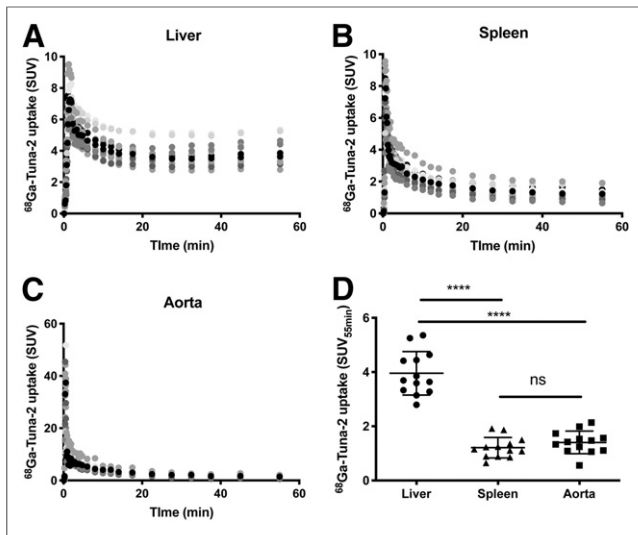 A
Liver
⁶⁸Ga-Tuna-2 uptake (SUV)
10
8
6
4
2
0
0 20 40 60
TIme (min)
B
Spleen
⁶⁸Ga-Tuna-2 uptake (SUV)
10
8
6
4
2
0
0 20 40 60
TIme (min)
C
Aorta
⁶⁸Ga-Tuna-2 uptake (SUV)
60
40
20
0
0 20 40 60
TIme (min)
D
⁶⁸Ga-Tuna-2 uptake (SUV₅₅ₘᵢₙ)
6
4
2
0
****
****
ns
Liver Spleen Aorta